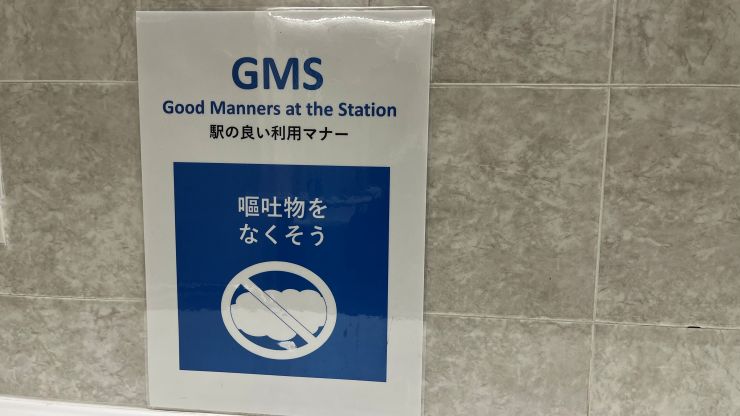 GMS
Good Manners at the Station
駅の良い利用マナー
嘔吐物を
なくそう